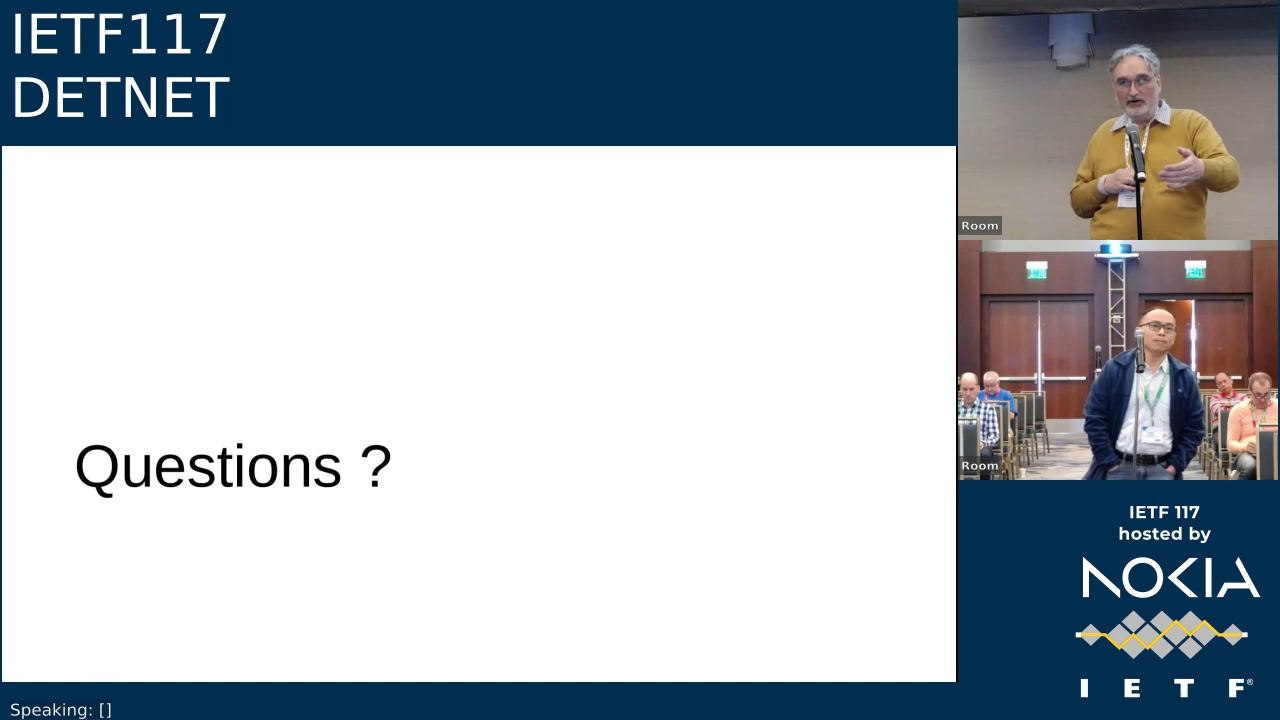 IETF117
DETNET
Questions ?
Room
Room
IETF 117
hosted by
NOKIA
I E T F®
Speaking: []